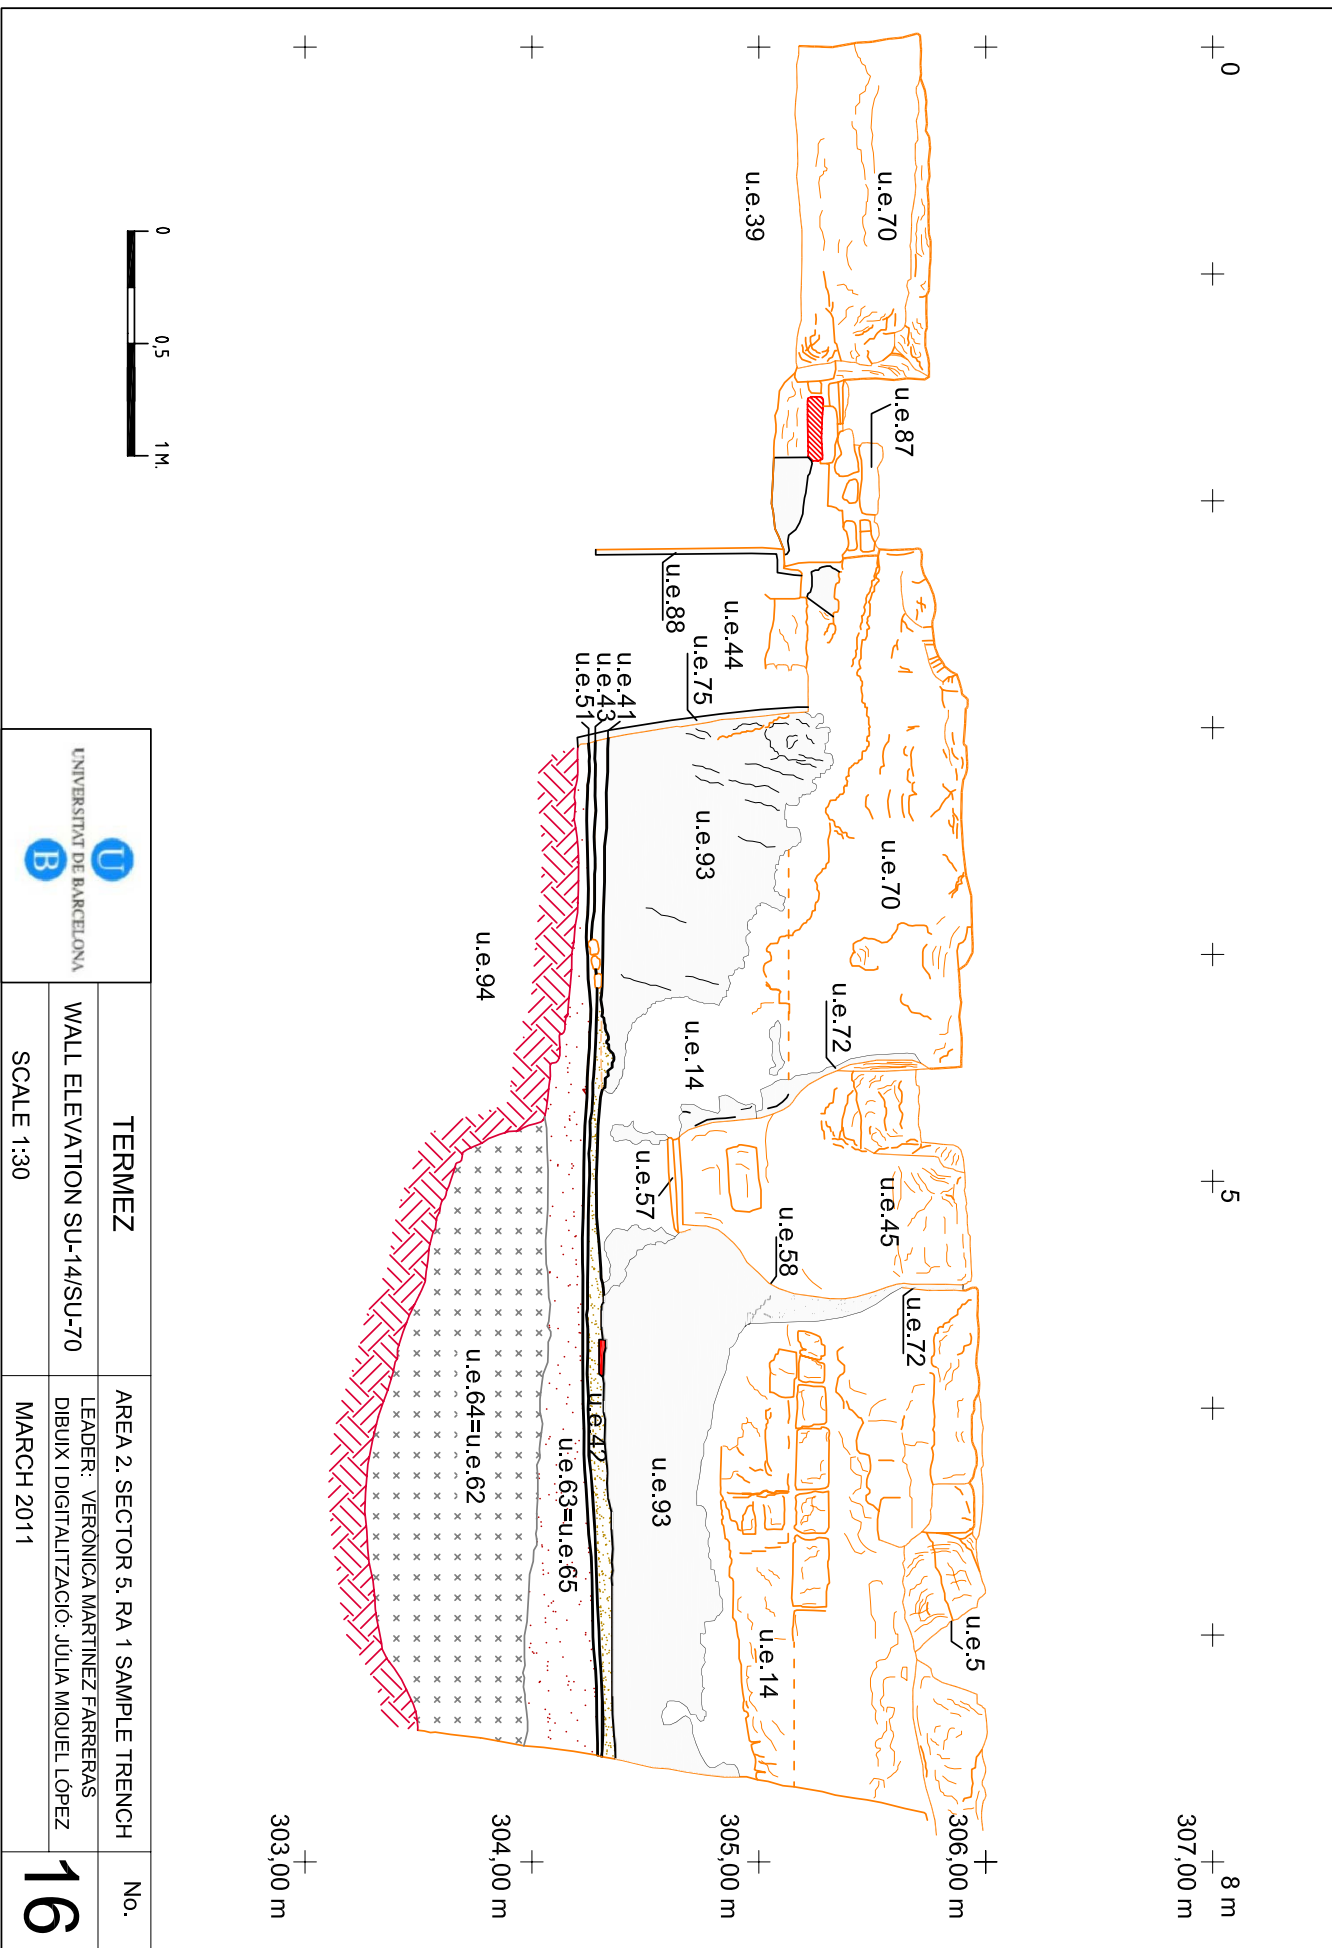 0
5
8 m
307,00 m
306,00 m
305,00 m
304,00 m
303,00 m
u.e.70
u.e.39
u.e.87
u.e.88
u.e.44
u.e.75
u.e.41
u.e.43
u.e.51
u.e.93
u.e.70
u.e.94
u.e.14
u.e.72
u.e.57
u.e.45
u.e.58
u.e.72
u.e.42
u.e.64=u.e.62
u.e.63=u.e.65
u.e.93
u.e.5
u.e.14
0 0,5 1 M.
U
UNIVERSITAT DE BARCELONA
B
TERMEZ
WALL ELEVATION SU-14/SU-70
SCALE 1:30
AREA 2. SECTOR 5. RA 1 SAMPLE TRENCH
LEADER: VERÒNICA MARTINEZ FARRERAS
DIBUIX I DIGITALITZACIÓ: JÚLIA MIQUEL LÓPEZ
MARCH 2011
No.
16